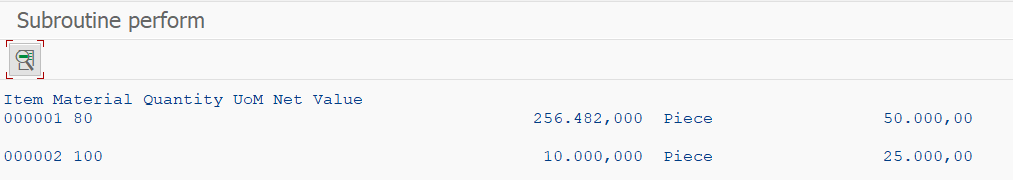 Subroutine perform
Item Material Quantity UoM Net Value
000001 80 256.482,000 Piece 50.000,00
000002 100 10.000,000 Piece 25.000,00